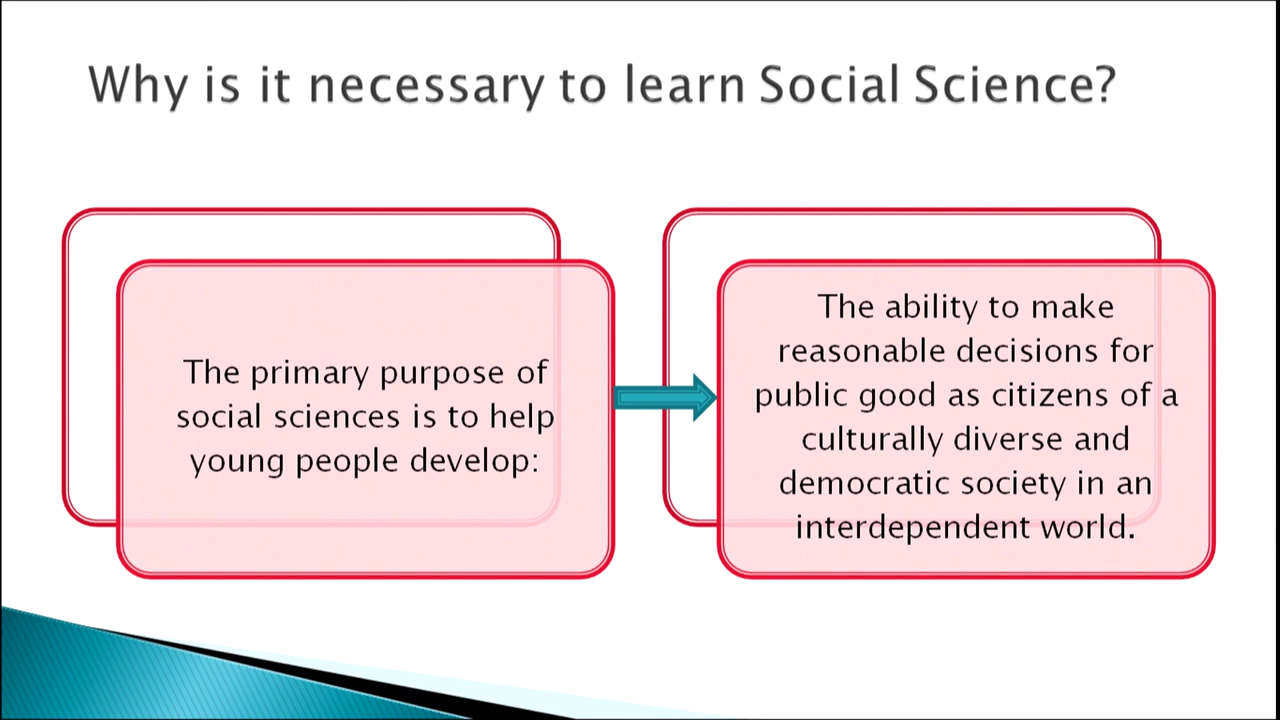 Why is it necessary to learn Social Science?
The primary purpose of
social sciences is to help
young people develop:
The ability to make
reasonable decisions for
public good as citizens of a
culturally diverse and
democratic society in an
interdependent world.